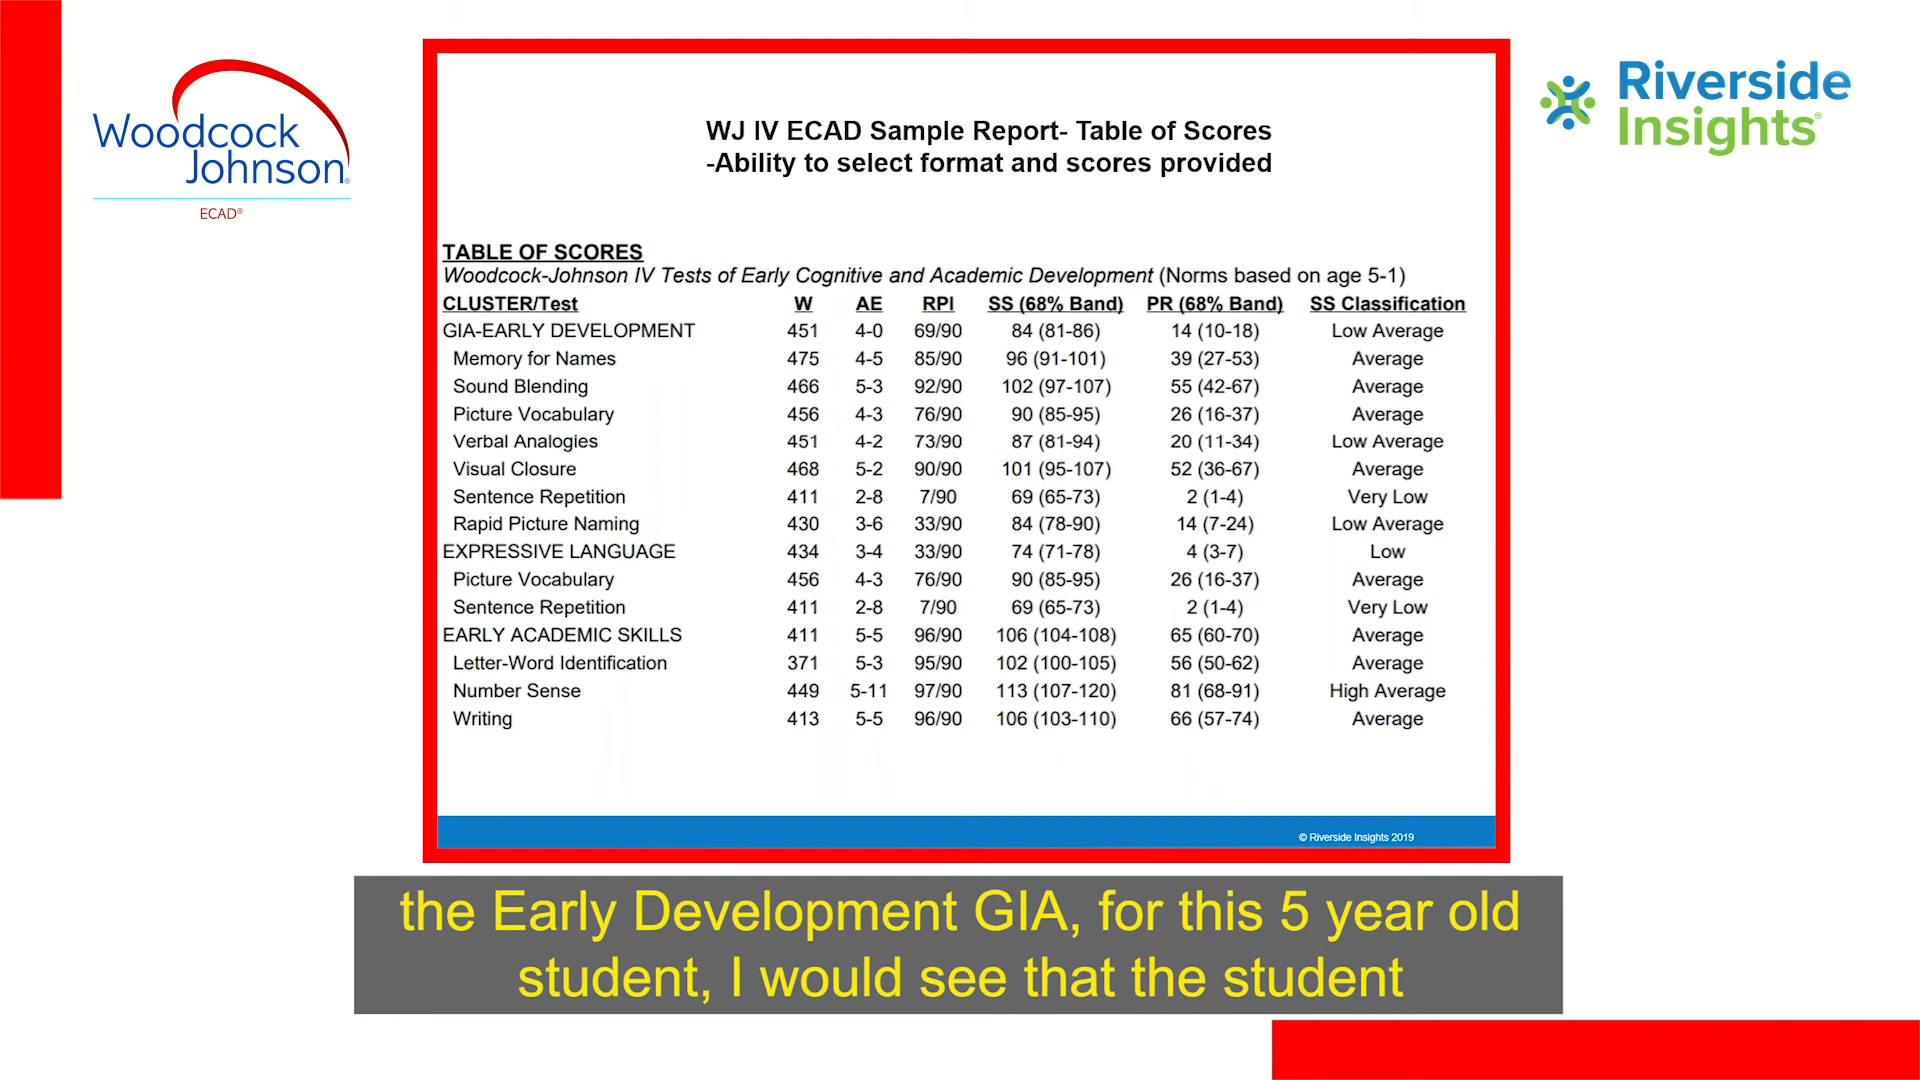 Woodcock
Johnson®
ECAD®
Riverside
Insights®
WJ IV ECAD Sample Report- Table of Scores
-Ability to select format and scores provided
TABLE OF SCORES
Woodcock-Johnson IV Tests of Early Cognitive and Academic Development (Norms based on age 5-1)
CLUSTER/Test W AE RPI SS (68% Band) PR (68% Band) SS Classification
GIA-EARLY DEVELOPMENT 451 4-0 69/90 84 (81-86) 14 (10-18) Low Average
Memory for Names 475 4-5 85/90 96 (91-101) 39 (27-53) Average
Sound Blending 466 5-3 92/90 102 (97-107) 55 (42-67) Average
Picture Vocabulary 456 4-3 76/90 90 (85-95) 26 (16-37) Average
Verbal Analogies 451 4-2 73/90 87 (81-94) 20 (11-34) Low Average
Visual Closure 468 5-2 90/90 101 (95-107) 52 (36-67) Average
Sentence Repetition 411 2-8 7/90 69 (65-73) 2 (1-4) Very Low
Rapid Picture Naming 430 3-6 33/90 84 (78-90) 14 (7-24) Low Average
EXPRESSIVE LANGUAGE 434 3-4 33/90 74 (71-78) 4 (3-7) Low
Picture Vocabulary 456 4-3 76/90 90 (85-95) 26 (16-37) Average
Sentence Repetition 411 2-8 7/90 69 (65-73) 2 (1-4) Very Low
EARLY ACADEMIC SKILLS 411 5-5 96/90 106 (104-108) 65 (60-70) Average
Letter-Word Identification 371 5-3 95/90 102 (100-105) 56 (50-62) Average
Number Sense 449 5-11 97/90 113 (107-120) 81 (68-91) High Average
Writing 413 5-5 96/90 106 (103-110) 66 (57-74) Average
© Riverside Insights 2019
the Early Development GIA, for this 5 year old
student, I would see that the student